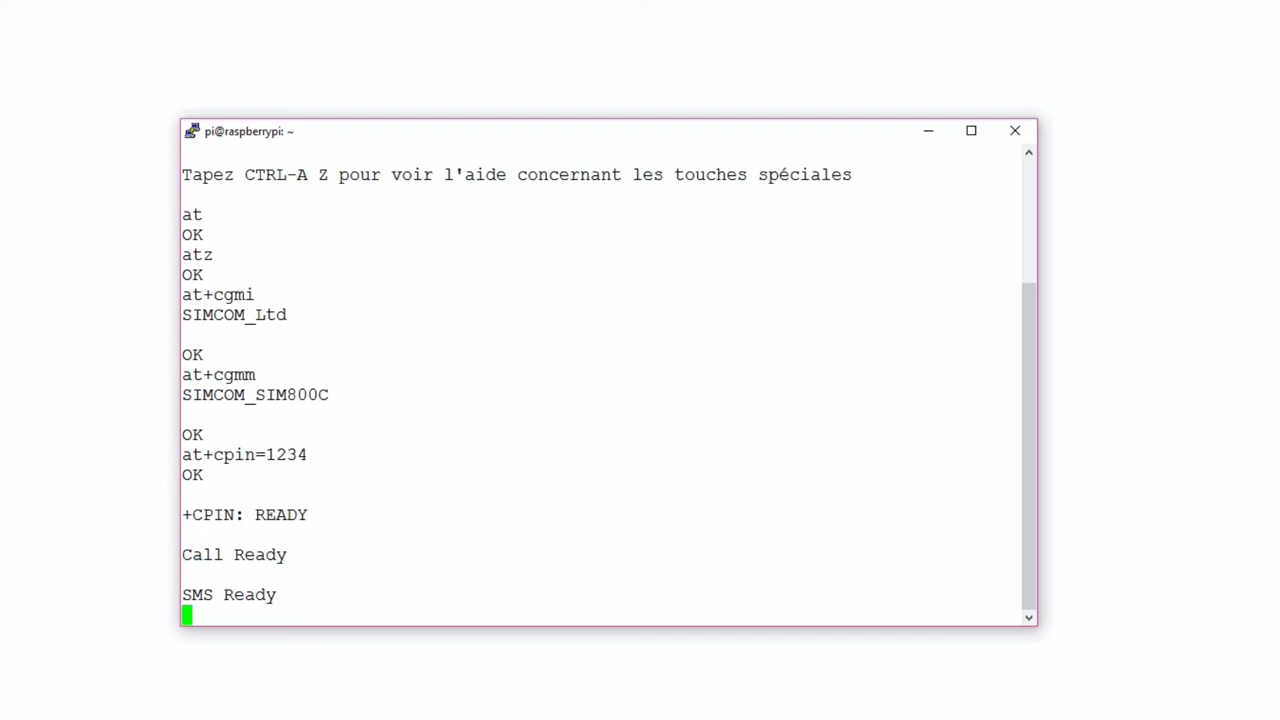 pi@raspberrypi: ~
Tapez CTRL-A Z pour voir l'aide concernant les touches spéciales
at
OK
atz
OK
at+cgmi
SIMCOM_Ltd
OK
at+cgmm
SIMCOM_SIM800C
OK
at+cpin=1234
OK
+CPIN: READY
Call Ready
SMS Ready